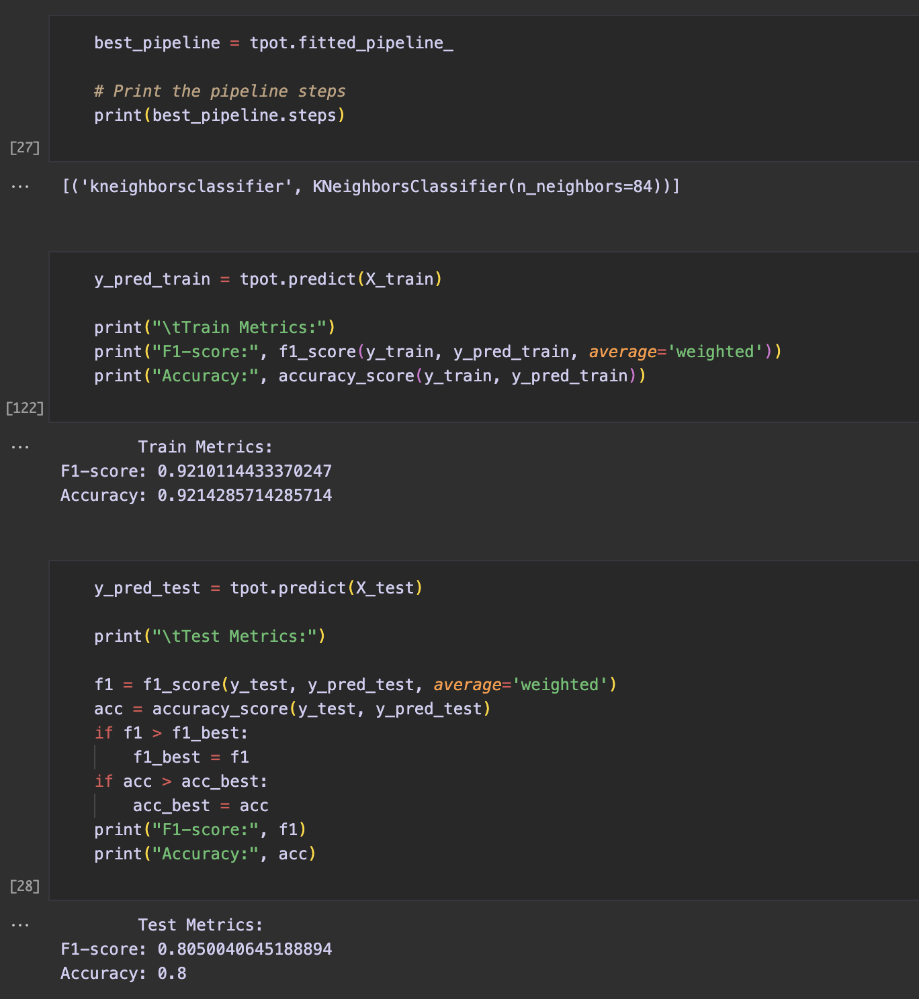 best_pipeline = tpot.fitted_pipeline_
# Print the pipeline steps
print(best_pipeline.steps)
[27]
... [('kneighborsclassifier', KNeighborsClassifier(n_neighbors=84))]
y_pred_train = tpot.predict(X_train)
print("\tTrain Metrics:")
print("F1-score:", f1_score(y_train, y_pred_train, average='weighted'))
print("Accuracy:", accuracy_score(y_train, y_pred_train))
[122]
... Train Metrics:
F1-score: 0.9210114433370247
Accuracy: 0.9214285714285714
y_pred_test = tpot.predict(X_test)
print("\tTest Metrics:")
f1 = f1_score(y_test, y_pred_test, average='weighted')
acc = accuracy_score(y_test, y_pred_test)
if f1 > f1_best:
    f1_best = f1
if acc > acc_best:
    acc_best = acc
print("F1-score:", f1)
print("Accuracy:", acc)
[28]
... Test Metrics:
F1-score: 0.8050040645188894
Accuracy: 0.8